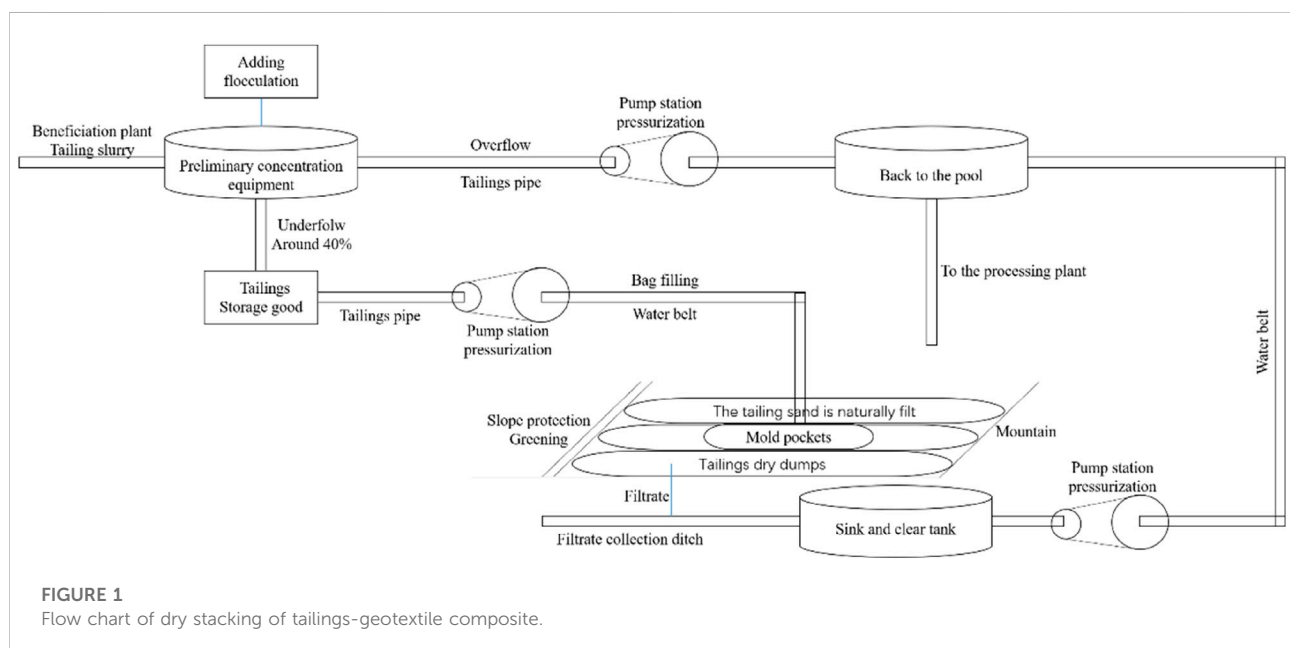 Adding
flocculation
Beneficiation plant
Tailing slurry
Preliminary concentration
equipment
Overflow
Tailings pipe
Pump station
pressurization
Back to the pool
Underfolw
Around 40%
To the processing plant
Tailings
Storage good
Tailings pipe
Pump station
pressurization
Bag filling
Water belt
Water belt
Slope protection
Greening
The tailing sand is naturally filt
Mold pockets
Tailings dry dumps
Mountain
Filtrate
Filtrate collection ditch
Sink and clear tank
Pump station
pressurization
FIGURE 1
Flow chart of dry stacking of tailings-geotextile composite.